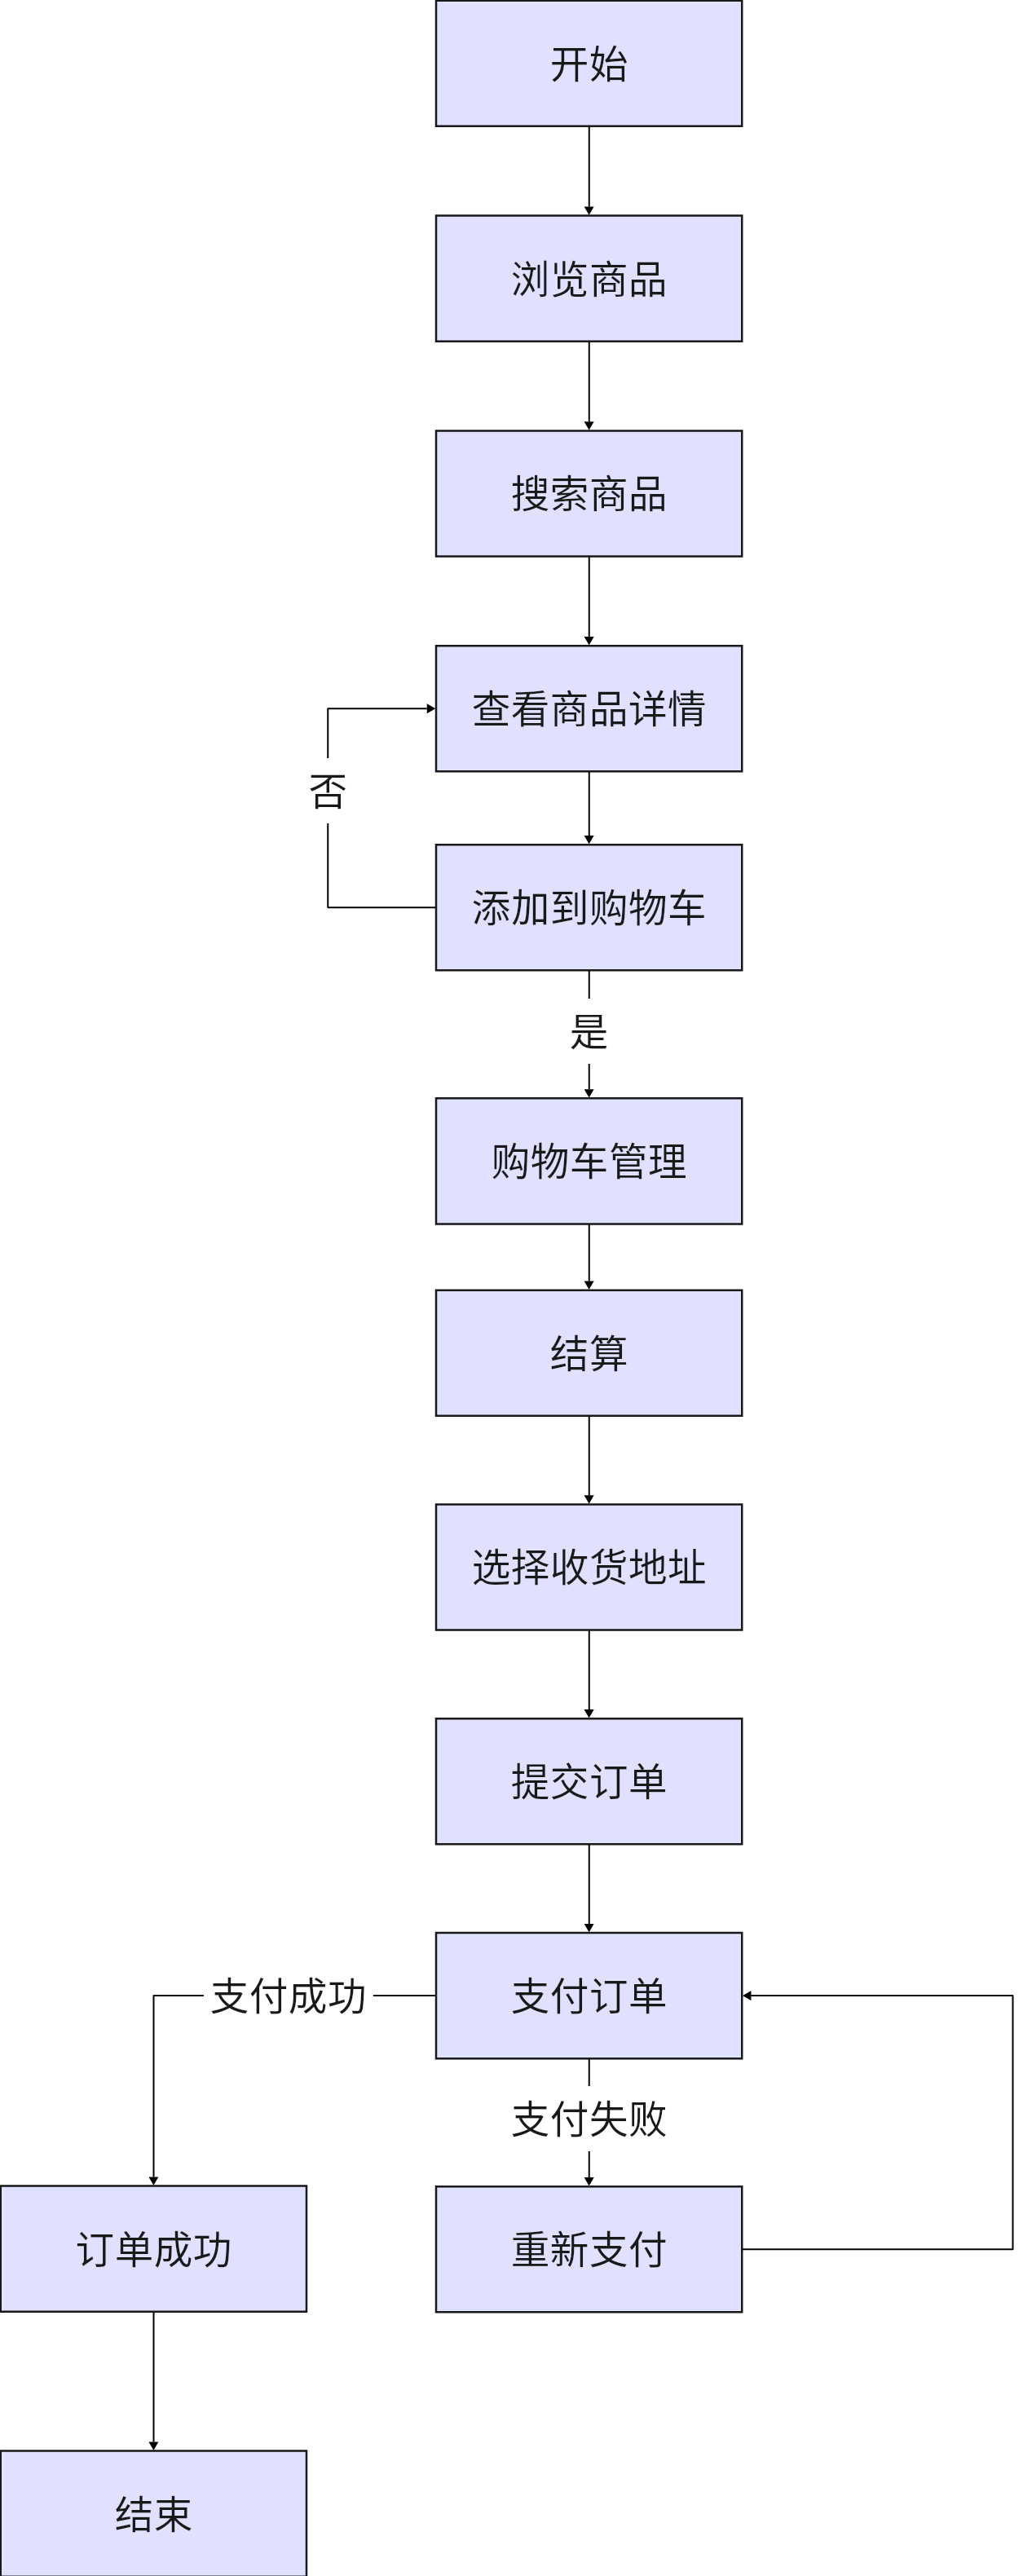 开始
浏览商品
搜索商品
查看商品详情
否
添加到购物车
是
购物车管理
结算
选择收货地址
提交订单
支付成功
支付订单
支付失败
订单成功
重新支付
结束